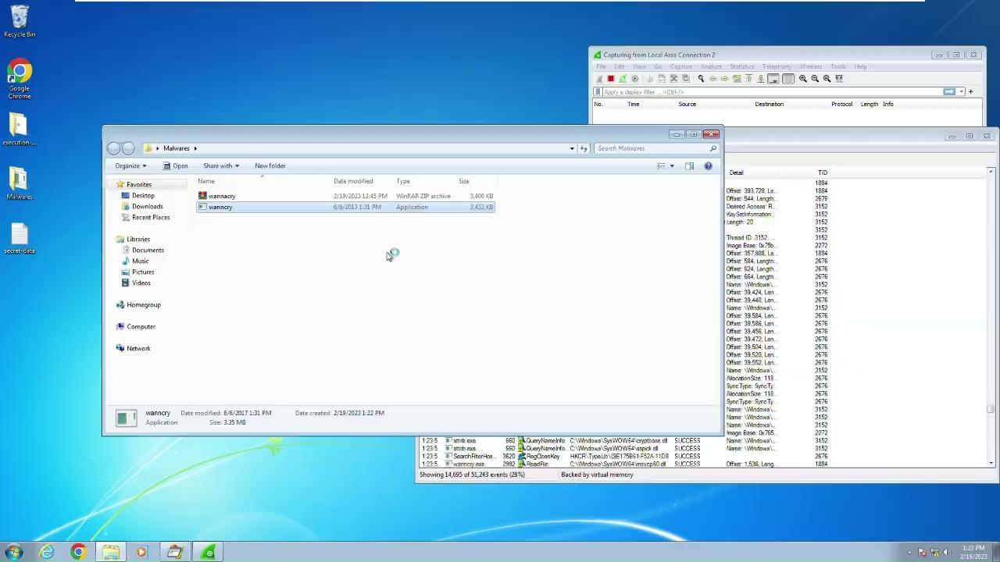 Recycle Bin
Google
Chrome
execution-...
Malwares
secret-data
Capturing from Local Area Connection 2
File Edit View Go Capture Analyze Statistics Telephony Wireless Tools Help
Apply a display filter ... <Ctrl-/>
No. Time Source Destination Protocol Length Info
Malwares
Search Malwares
Organize Open Share with New folder
Name Date modified Type Size
wannacry 2/19/2023 12:45 PM WinRAR ZIP archive 3,400 KB
wanncry 6/6/2017 1:31 PM Application 3,432 KB
Favorites
Desktop
Downloads
Recent Places
Libraries
Documents
Music
Pictures
Videos
Homegroup
Computer
Network
wanncry Date modified: 6/6/2017 1:31 PM Date created: 2/19/2023 1:22 PM
Application Size: 3.35 MB
Detail TID
1884
Offset: 393,728, Le... 1884
Offset: 544, Length... 2676
Desired Access: R... 3152
KeySetInformation... 3152
Length: 20 3152
3152
Thread ID: 3152, ... 3152
Image Base: 0x75b... 2272
Offset: 357,888, Le... 1884
Offset: 584, Length... 2676
Offset: 624, Length... 2676
Offset: 664, Length... 2676
Name: \Windows\... 3152
Offset: 39,424, Len... 2676
Offset: 39,440, Len... 2676
Name: \Windows\... 3152
Offset: 39,584, Len... 2676
Offset: 39,586, Len... 2676
Offset: 39,456, Len... 2676
Offset: 39,472, Len... 2676
Offset: 39,504, Len... 2676
Offset: 39,520, Len... 2676
Offset: 39,552, Len... 2676
Name: \Windows\... 3152
AllocationSize: 118... 2676
SyncType: SyncTy... 2676
AllocationSize: 118... 2676
SyncType: SyncTy... 2676
Name: \Windows\... 3152
Name: \Windows\... 3152
Name: \Windows\... 3152
Image Base: 0x765... 2272
1:23:5... attrib.exe 660 QueryNameInfo... C:\Windows\SysWOW64\cryptbase.dll SUCCESS Name: \Windows\... 3152
1:23:5... attrib.exe 660 QueryNameInfo... C:\Windows\SysWOW64\sspicli.dll SUCCESS Name: \Windows\... 3152
1:23:5... SearchFilterHos... 3620 RegCloseKey SUCCESS
1:23:5... wanncry.exe 2992 ReadFile C:\Windows\SysWOW64\msvcp60.dll SUCCESS Offset: 1,536, Leng...
Showing 14,695 of 51,243 events (28%) Backed by virtual memory
1:23 PM
2/19/2023